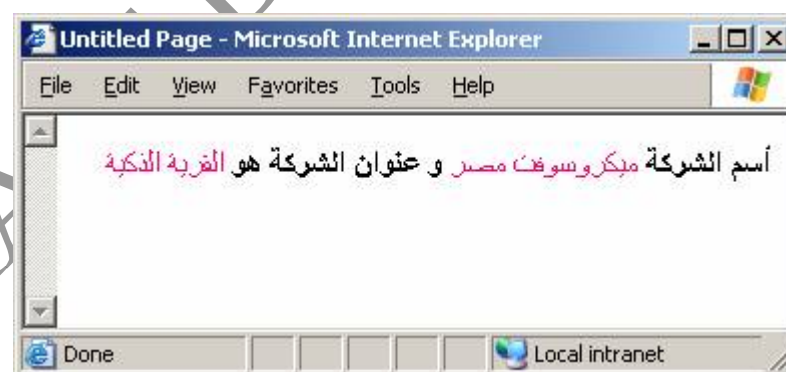 Untitled Page - Microsoft Internet Explorer
File Edit View Favorites Tools Help
أسم الشركة ميكروسوفت مصر و عنوان الشركة هو القرية الذكية
Done Local intranet